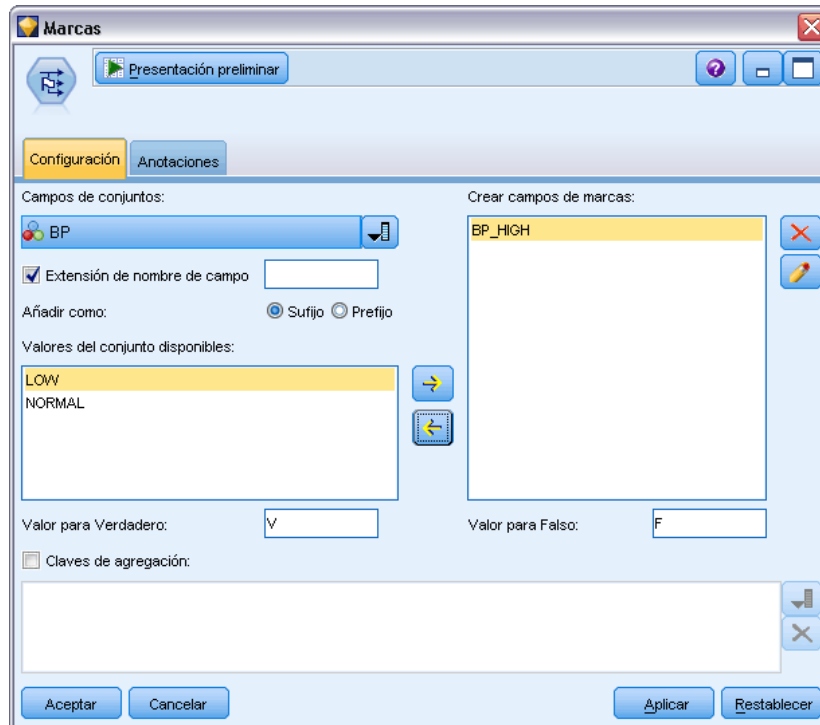 Marcas
Presentación preliminar
?
Configuración
Anotaciones
Campos de conjuntos:
BP
Extensión de nombre de campo
Añadir como:
Sufijo
Prefijo
Valores del conjunto disponibles:
LOW
NORMAL
Crear campos de marcas:
BP_HIGH
Valor para Verdadero:
V
Valor para Falso:
F
Claves de agregación:
Aceptar
Cancelar
Aplicar
Restablecer